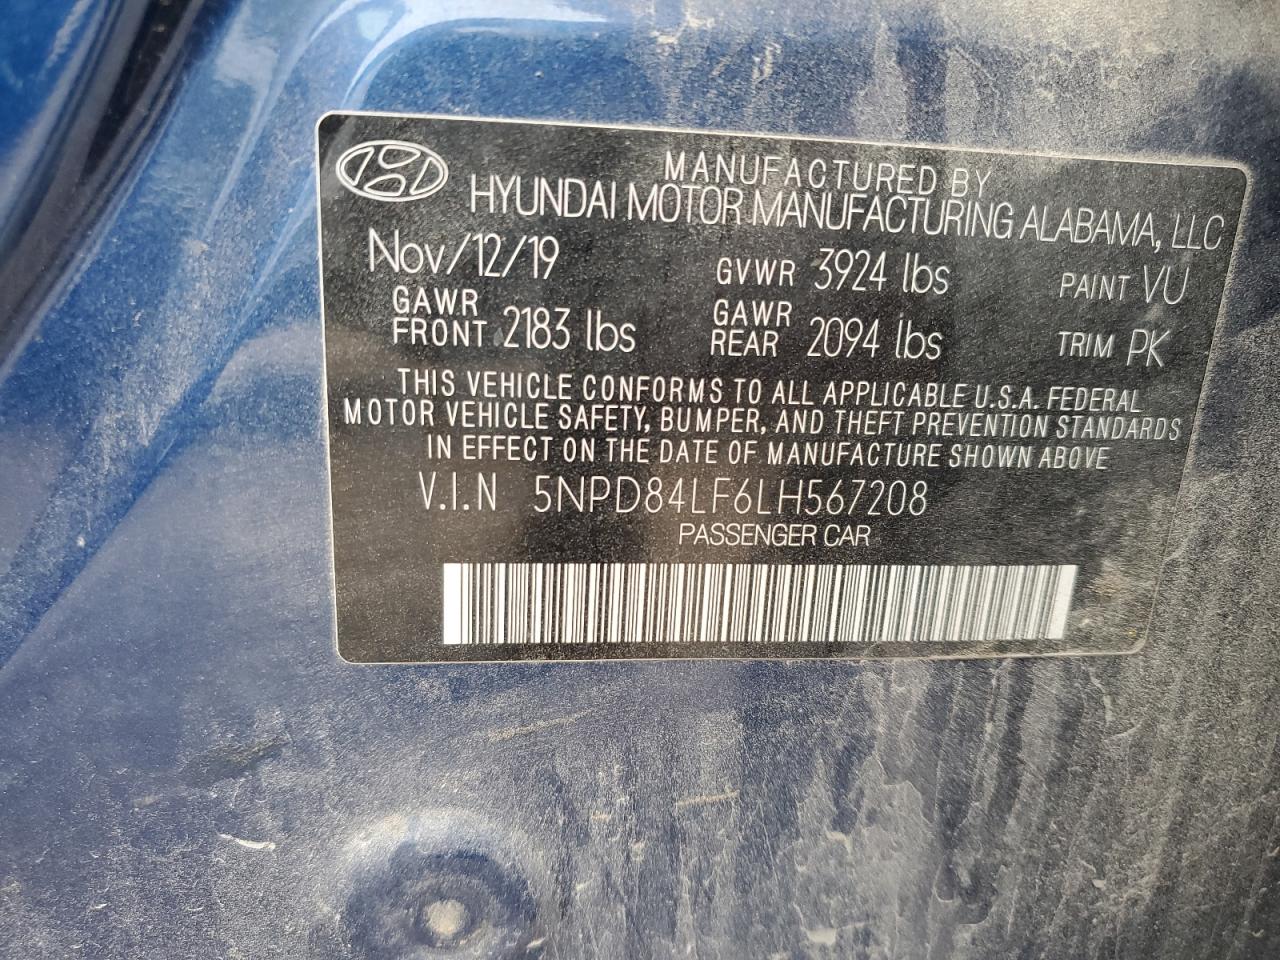 MANUFACTURED BY
HYUNDAI MOTOR MANUFACTURING ALABAMA, LLC
Nov/12/19 GVWR 3924 lbs PAINT VU
GAWR FRONT 2183 lbs GAWR REAR 2094 lbs TRIM PK
THIS VEHICLE CONFORMS TO ALL APPLICABLE U.S.A. FEDERAL
MOTOR VEHICLE SAFETY, BUMPER, AND THEFT PREVENTION STANDARDS
IN EFFECT ON THE DATE OF MANUFACTURE SHOWN ABOVE
V.I.N 5NPD84LF6LH567208
PASSENGER CAR